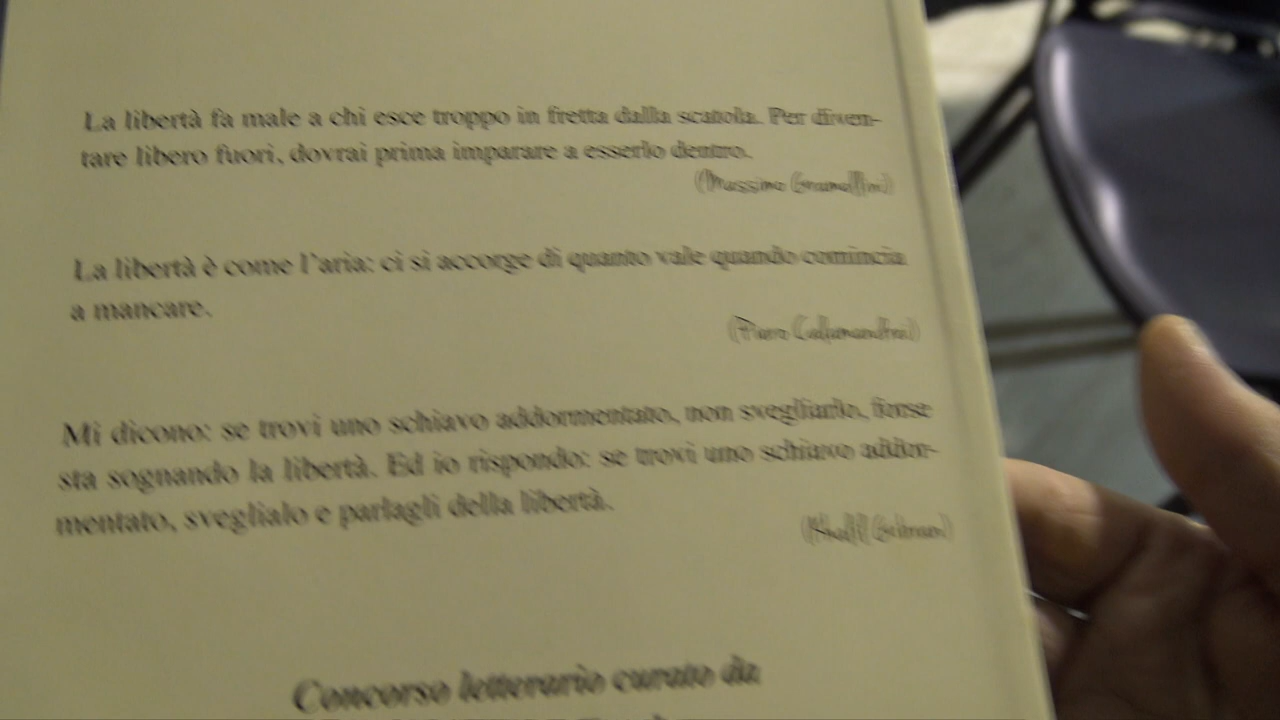 La libertà fa male a chi esce troppo in fretta dalla scatola. Per diven-
tare libero fuori, dovrai prima imparare a esserlo dentro.
(Massimo Gramellini)
La libertà è come l'aria: ci si accorge di quanto vale quando comincia
a mancare.
(Piero Calamandrei)
Mi dicono: se trovi uno schiavo addormentato, non svegliarlo, forse
sta sognando la libertà. Ed io rispondo: se trovi uno schiavo addor-
mentato, sveglialo e parlagli della libertà.
(Khalil Gibran)
Concorso letterario curato da